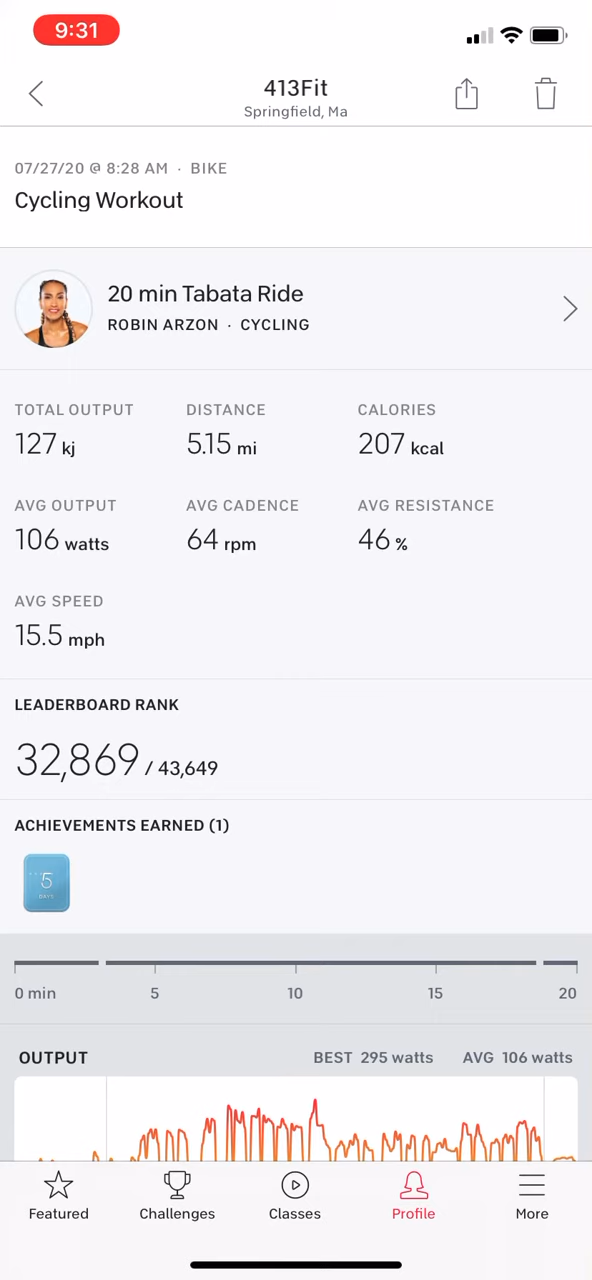 9:31
413Fit
Springfield, Ma
07/27/20 @ 8:28 AM · BIKE
Cycling Workout
20 min Tabata Ride
ROBIN ARZON · CYCLING
TOTAL OUTPUT DISTANCE CALORIES
127 kj 5.15 mi 207 kcal
AVG OUTPUT AVG CADENCE AVG RESISTANCE
106 watts 64 rpm 46 %
AVG SPEED
15.5 mph
LEADERBOARD RANK
32,869 / 43,649
ACHIEVEMENTS EARNED (1)
5
DAYS
0 min 5 10 15 20
OUTPUT BEST 295 watts AVG 106 watts
Featured Challenges Classes Profile More